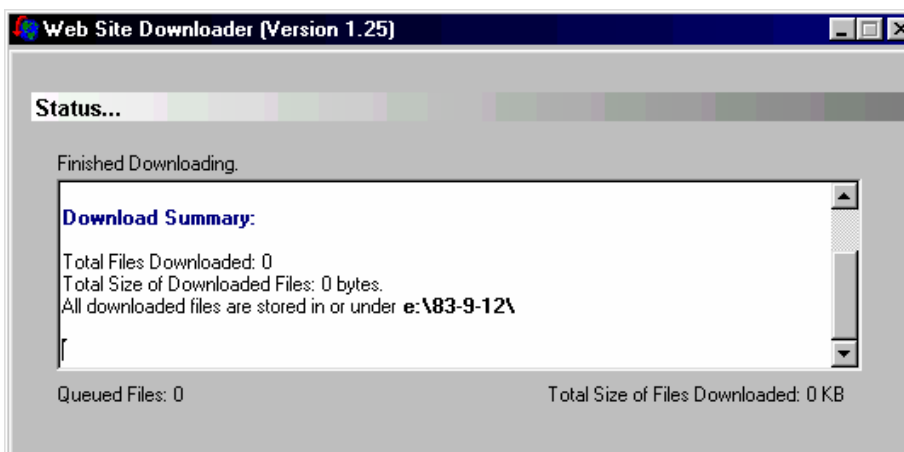 Web Site Downloader (Version 1.25)
Status...
Finished Downloading.
Download Summary:
Total Files Downloaded: 0
Total Size of Downloaded Files: 0 bytes.
All downloaded files are stored in or under e:\83-9-12\
Queued Files: 0
Total Size of Files Downloaded: 0 KB